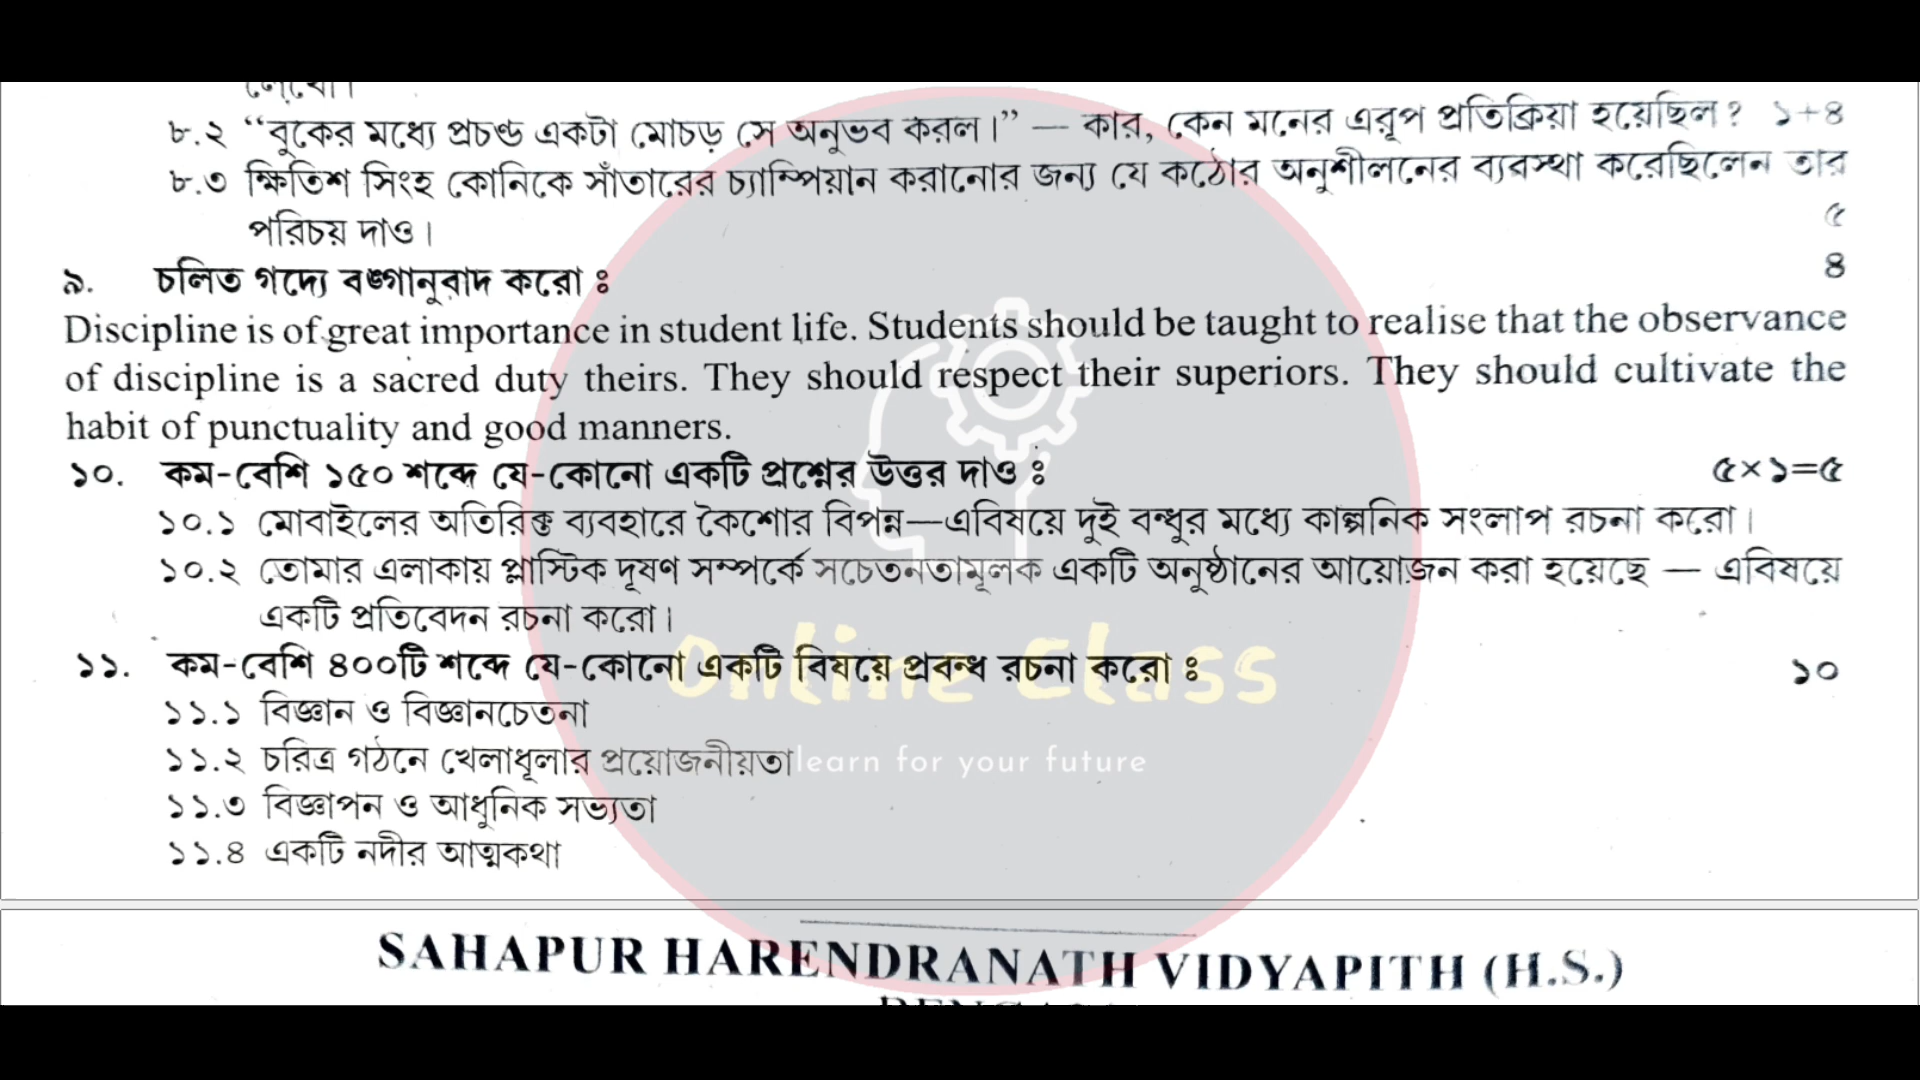 লেখো।
৮.২ “বুকের মধ্যে প্রচণ্ড একটা মোচড় সে অনুভব করল।” — কার, কেন মনের এরূপ প্রতিক্রিয়া হয়েছিল? ১+৪
৮.৩ ক্ষিতিশ সিংহ কোনিকে সাঁতারের চ্যাম্পিয়ান করানোর জন্য যে কঠোর অনুশীলনের ব্যবস্থা করেছিলেন তার
পরিচয় দাও। ৫
৯. চলিত গদ্যে বঙ্গানুবাদ করো ঃ ৪
Discipline is of great importance in student life. Students should be taught to realise that the observance
of discipline is a sacred duty theirs. They should respect their superiors. They should cultivate the
habit of punctuality and good manners.
১০. কম-বেশি ১৫০ শব্দে যে-কোনো একটি প্রশ্নের উত্তর দাও ঃ ৫×১=৫
১০.১ মোবাইলের অতিরিক্ত ব্যবহারে কৈশোর বিপন্ন—এবিষয়ে দুই বন্ধুর মধ্যে কাল্পনিক সংলাপ রচনা করো।
১০.২ তোমার এলাকায় প্লাস্টিক দূষণ সম্পর্কে সচেতনতামূলক একটি অনুষ্ঠানের আয়োজন করা হয়েছে — এবিষয়ে
একটি প্রতিবেদন রচনা করো।
Online Class
১১. কম-বেশি ৪০০টি শব্দে যে-কোনো একটি বিষয়ে প্রবন্ধ রচনা করো ঃ ১০
১১.১ বিজ্ঞান ও বিজ্ঞানচেতনা
১১.২ চরিত্র গঠনে খেলাধূলার প্রয়োজনীয়তা
learn for your future
১১.৩ বিজ্ঞাপন ও আধুনিক সভ্যতা
১১.৪ একটি নদীর আত্মকথা
SAHAPUR HARENDRANATH VIDYAPITH (H.S.)